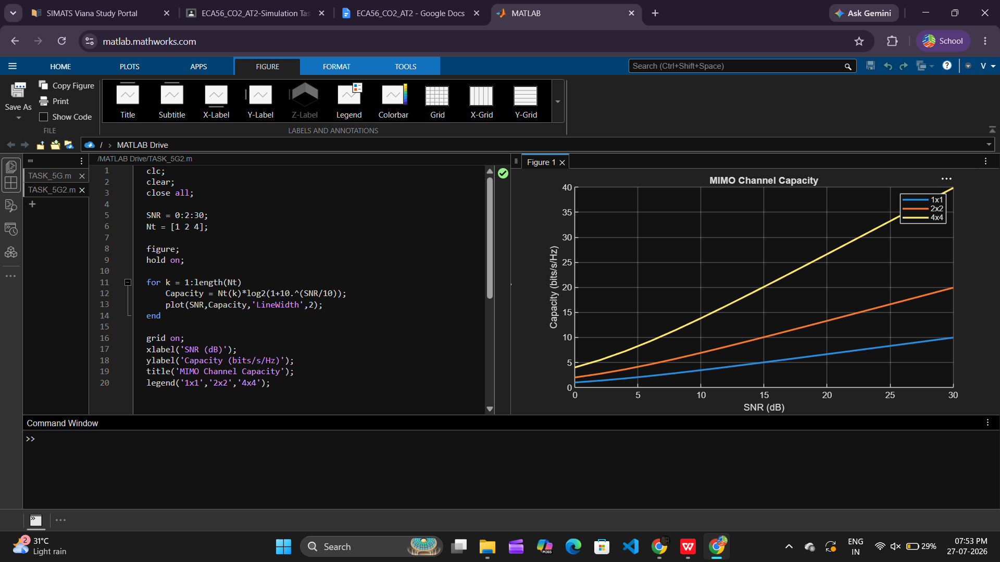 SIMATS Viana Study Portal
ECA56_CO2_AT2-Simulation Tas
ECA56_CO2_AT2 - Google Docs
MATLAB
Ask Gemini
matlab.mathworks.com
School
HOME
PLOTS
APPS
FIGURE
FORMAT
TOOLS
Search (Ctrl+Shift+Space)
V
Save As
Copy Figure
Print
Show Code
FILE
Title
Subtitle
X-Label
Y-Label
Z-Label
Legend
Colorbar
Grid
X-Grid
Y-Grid
LABELS AND ANNOTATIONS
/ › MATLAB Drive
TASK_5G.m
TASK_5G2.m
/MATLAB Drive/TASK_5G2.m
1 clc;
2 clear;
3 close all;
4
5 SNR = 0:2:30;
6 Nt = [1 2 4];
7
8 figure;
9 hold on;
10
11 for k = 1:length(Nt)
12 Capacity = Nt(k)*log2(1+10.^(SNR/10));
13 plot(SNR,Capacity,'LineWidth',2);
14 end
15
16 grid on;
17 xlabel('SNR (dB)');
18 ylabel('Capacity (bits/s/Hz)');
19 title('MIMO Channel Capacity');
20 legend('1x1','2x2','4x4');
Figure 1
MIMO Channel Capacity
1x1
2x2
4x4
Capacity (bits/s/Hz)
40
35
30
25
20
15
10
5
0
0 5 10 15 20 25 30
SNR (dB)
Command Window
>>
2
31°C
Light rain
Search
M365
ENG
IN
29%
07:53 PM
27-07-2026